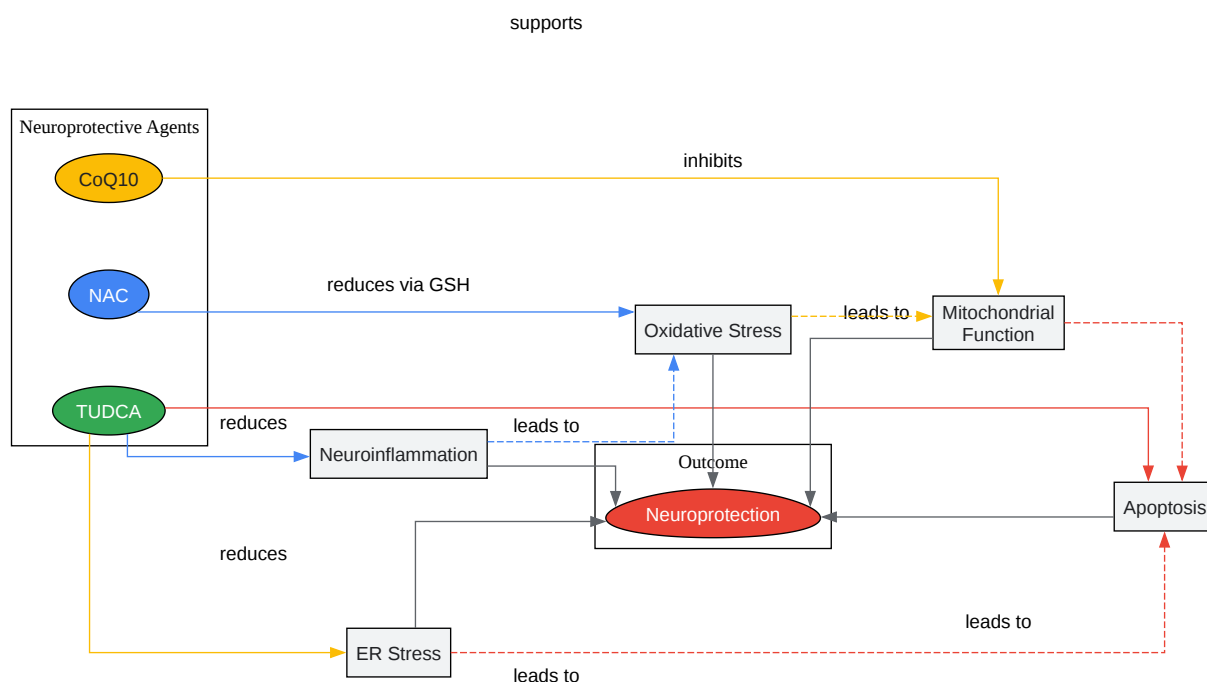 supports
Neuroprotective Agents
CoQ10
inhibits
NAC
reduces via GSH
Oxidative Stress
leads to
Mitochondrial
Function
TUDCA
reduces
Neuroinflammation
leads to
Outcome
Neuroprotection
Apoptosis
reduces
ER Stress
leads to
leads to